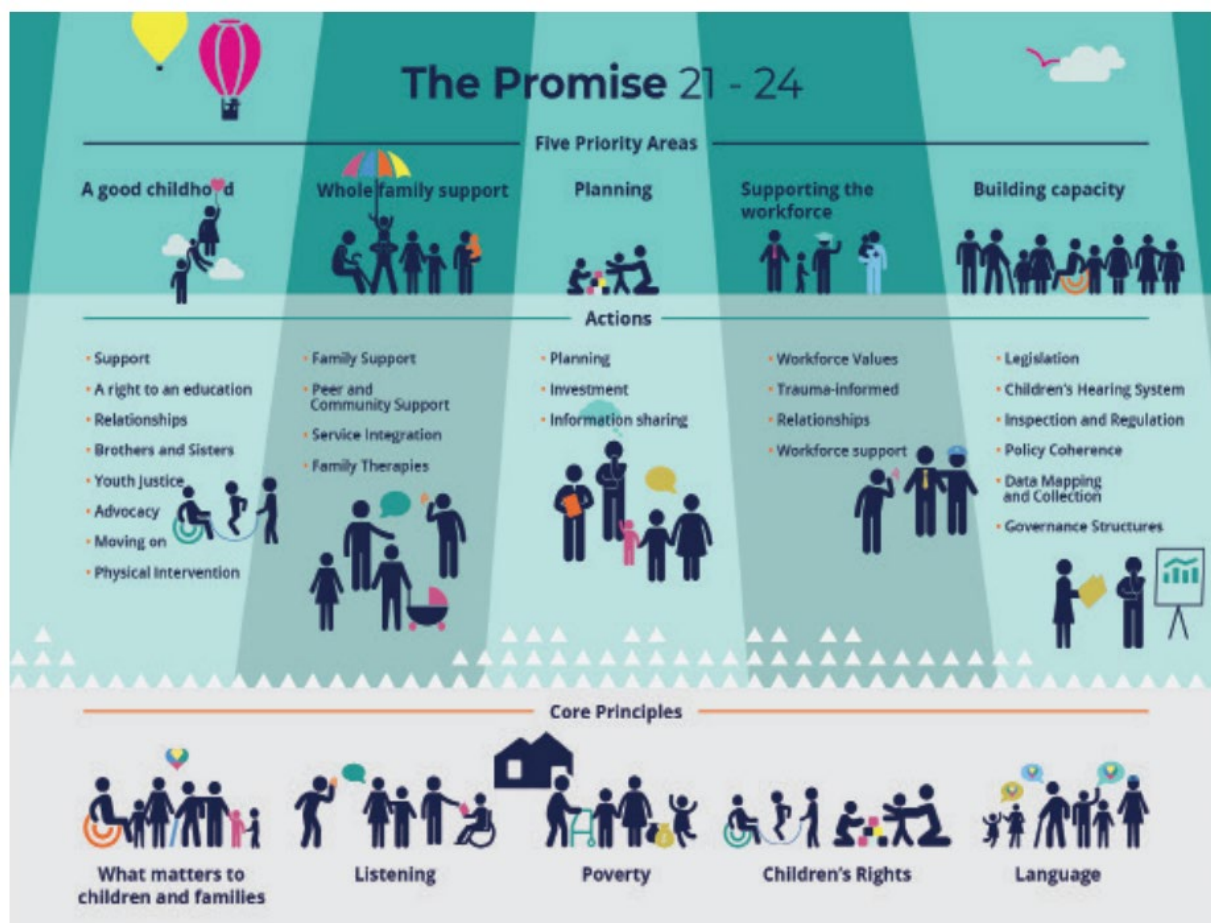 The Promise 21 - 24
Five Priority Areas
A good childhood
Whole family support
Planning
Supporting the
workforce
Building capacity
Actions
• Support
• A right to an education
• Relationships
• Brothers and Sisters
• Youth Justice
• Advocacy
• Moving on
• Physical Intervention
• Family Support
• Peer and
Community Support
• Service Integration
• Family Therapies
• Planning
• Investment
• Information sharing
• Workforce Values
• Trauma-informed
• Relationships
• Workforce support
• Legislation
• Children's Hearing System
• Inspection and Regulation
• Policy Coherence
• Data Mapping
and Collection
• Governance Structures
Core Principles
What matters to
children and families
Listening
Poverty
Children's Rights
Language